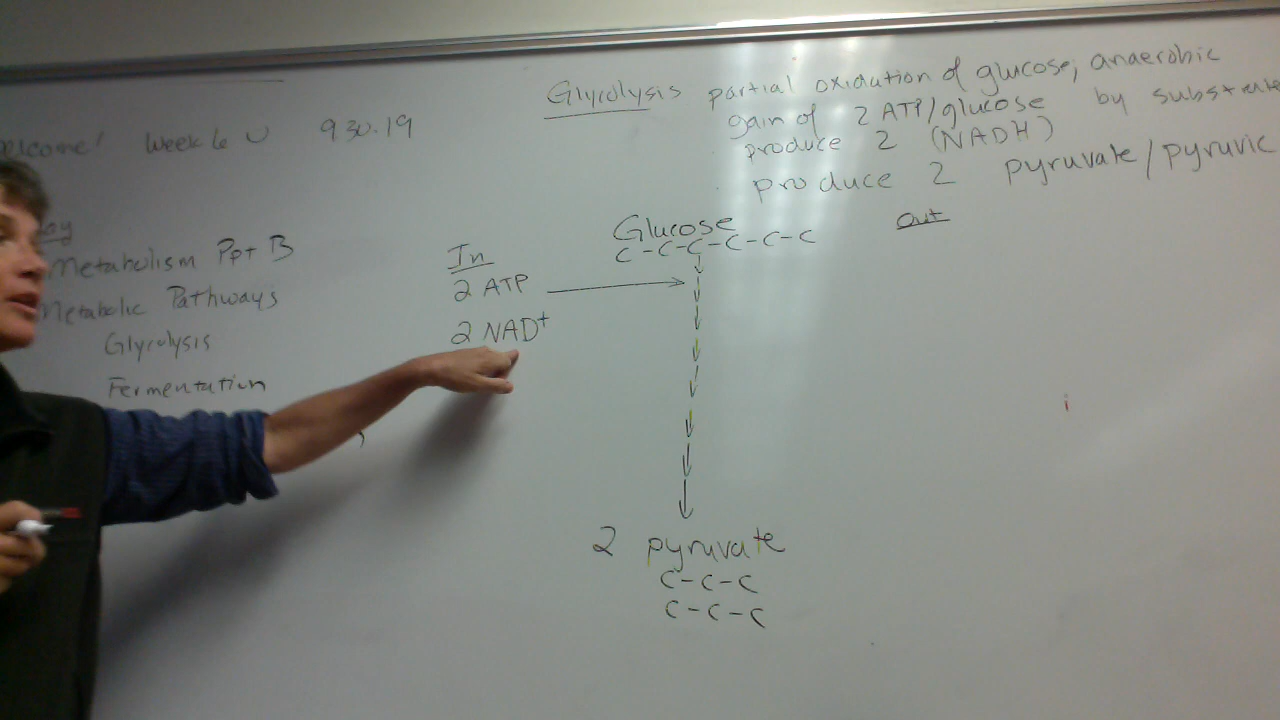 Glycolysis partial oxidation of glucose, anaerobic
gain of 2 ATP/glucose by substrate
produce 2 (NADH)
produce 2 pyruvate/pyruvic
Week 6 U 9 30.19
Metabolism Ppt B
Metabolic Pathways
Glycolysis
Fermentation
In
2 ATP
2 NAD+
Glucose
C-C-C-C-C-C
Out
2 pyruvate
C-C-C
C-C-C